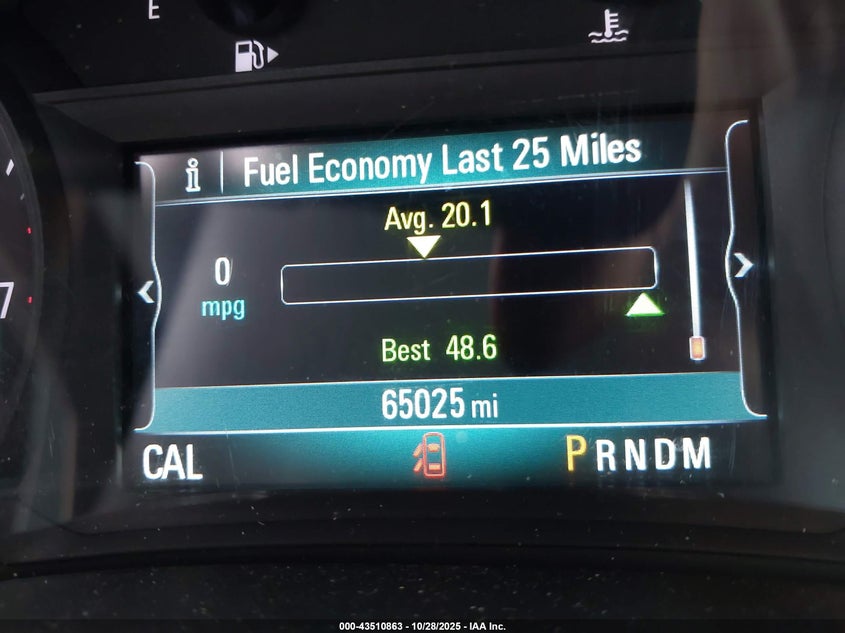 E
Fuel Economy Last 25 Miles
Avg. 20.1
0
mpg
7
Best 48.6
65025 mi
CAL
PRNDM
000-43510863 - 10/28/2025 - IAA Inc.